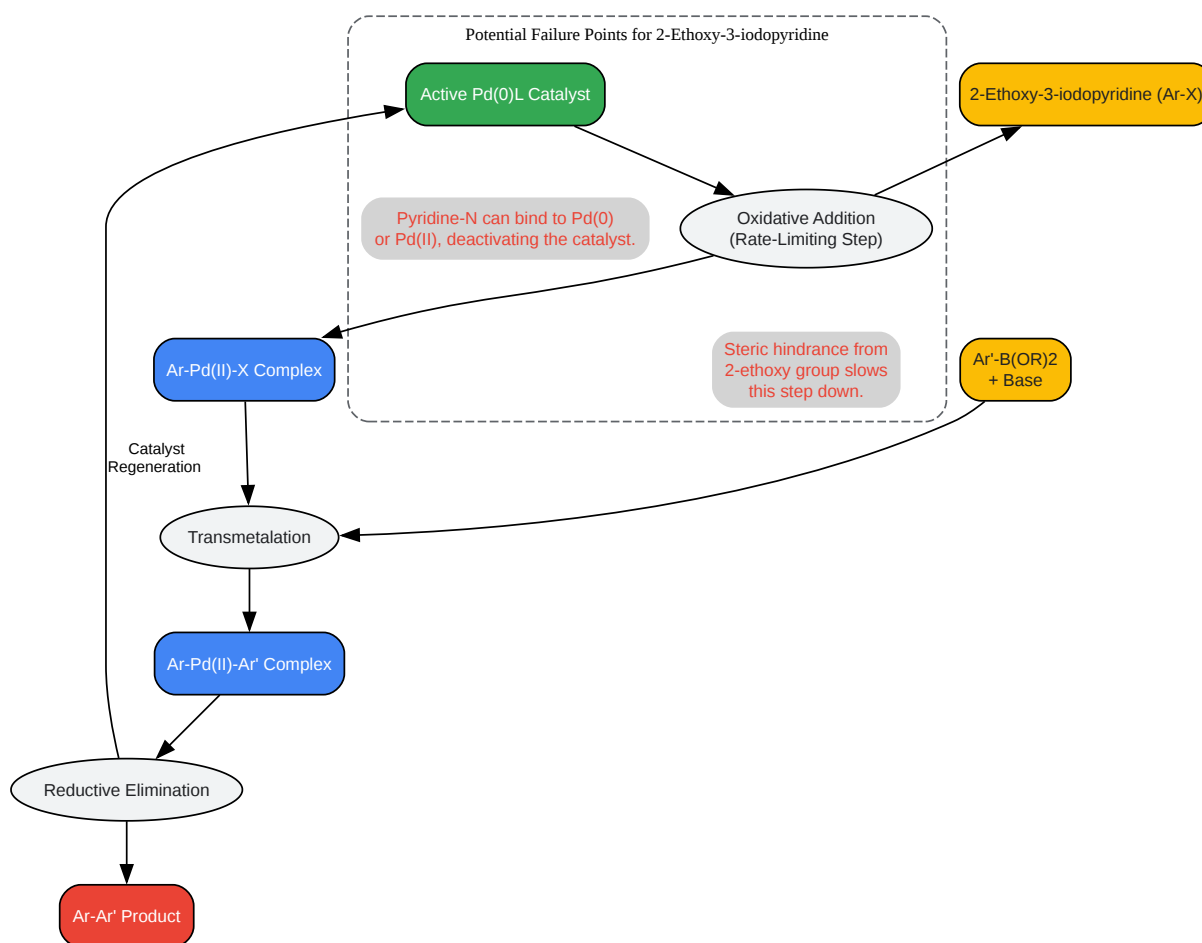 Potential Failure Points for 2-Ethoxy-3-iodopyridine
Active Pd(0)L Catalyst
2-Ethoxy-3-iodopyridine (Ar-X)
Pyridine-N can bind to Pd(0)
or Pd(II), deactivating the catalyst.
Oxidative Addition
(Rate-Limiting Step)
Ar-Pd(II)-X Complex
Steric hindrance from
2-ethoxy group slows
this step down.
Ar'-B(OR)2
+ Base
Catalyst
Regeneration
Transmetalation
Ar-Pd(II)-Ar' Complex
Reductive Elimination
Ar-Ar' Product